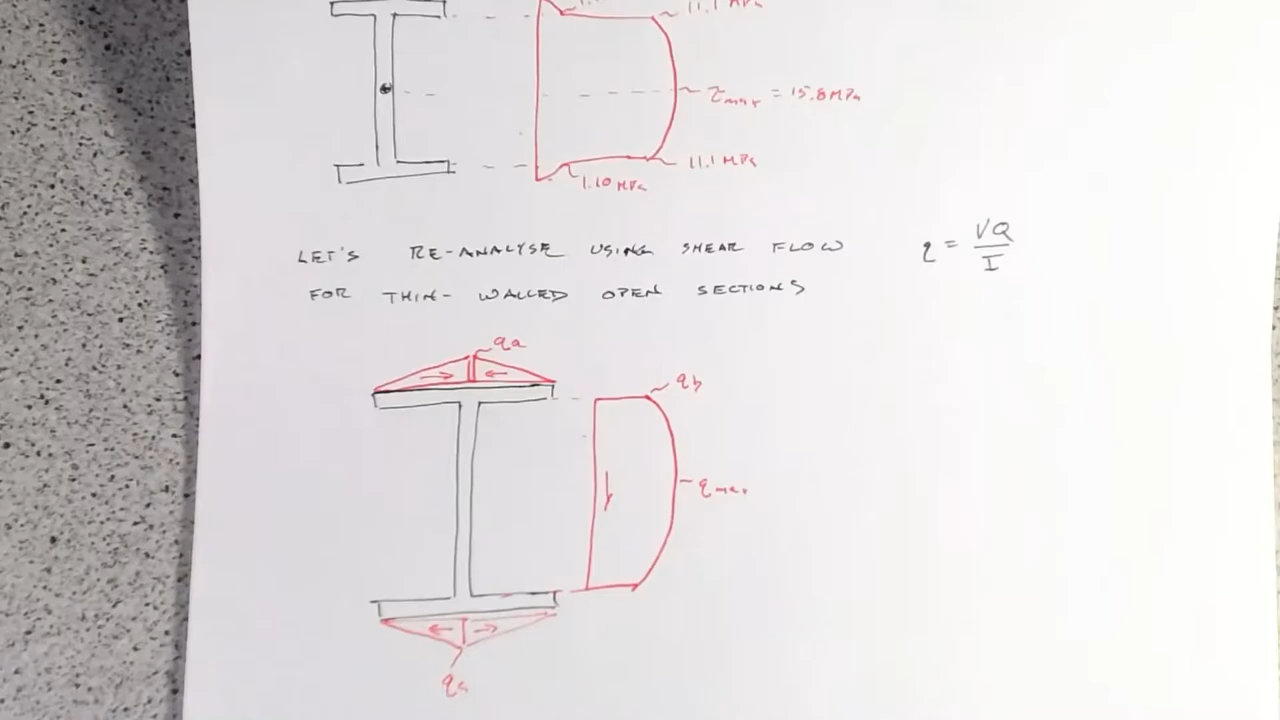 11.1 MPa
τmax = 15.8 MPa
11.1 MPa
1.10 MPa
LET'S RE-ANALYSE USING SHEAR FLOW
FOR THIN-WALLED OPEN SECTIONS
q = VQ/I
qa
qb
qmax
qa